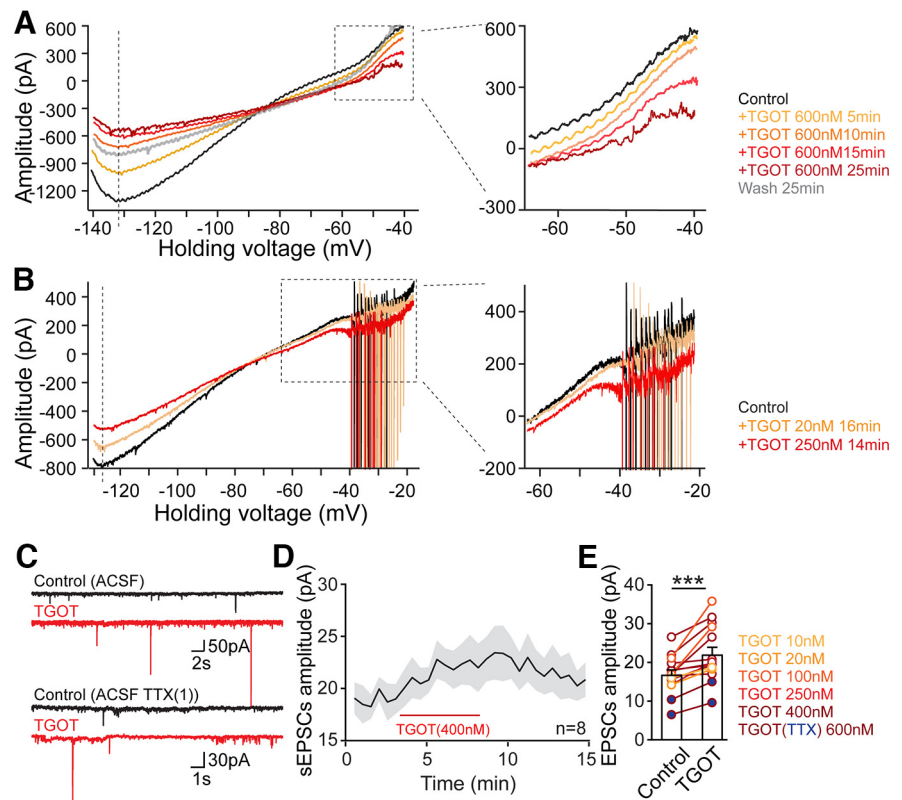 A
Amplitude (pA)
600
300
0
-300
-600
-900
-1200
-140
-120
-100
-80
-60
-40
Holding voltage (mV)
600
300
0
-300
-60
-50
-40
Control
+TGOT 600nM 5min
+TGOT 600nM10min
+TGOT 600nM15min
+TGOT 600nM 25min
Wash 25min
B
Amplitude (pA)
400
200
0
-200
-400
-600
-800
-120
-100
-80
-60
-40
-20
Holding voltage (mV)
400
200
0
-200
-60
-40
-20
Control
+TGOT 20nM 16min
+TGOT 250nM 14min
C
Control (ACSF)
TGOT
50pA
2s
Control (ACSF TTX(1))
TGOT
30pA
1s
D
sEPSCs amplitude (pA)
30
25
20
15
0
5
10
15
TGOT(400nM)
n=8
Time (min)
E
EPSCs amplitude (pA)
40
30
20
10
0
***
Control
TGOT
TGOT 10nM
TGOT 20nM
TGOT 100nM
TGOT 250nM
TGOT 400nM
TGOT(TTX) 600nM